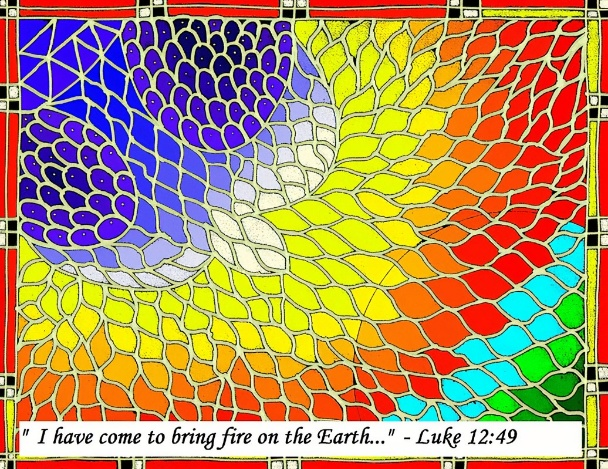 " I have come to bring fire on the Earth..." - Luke 12:49